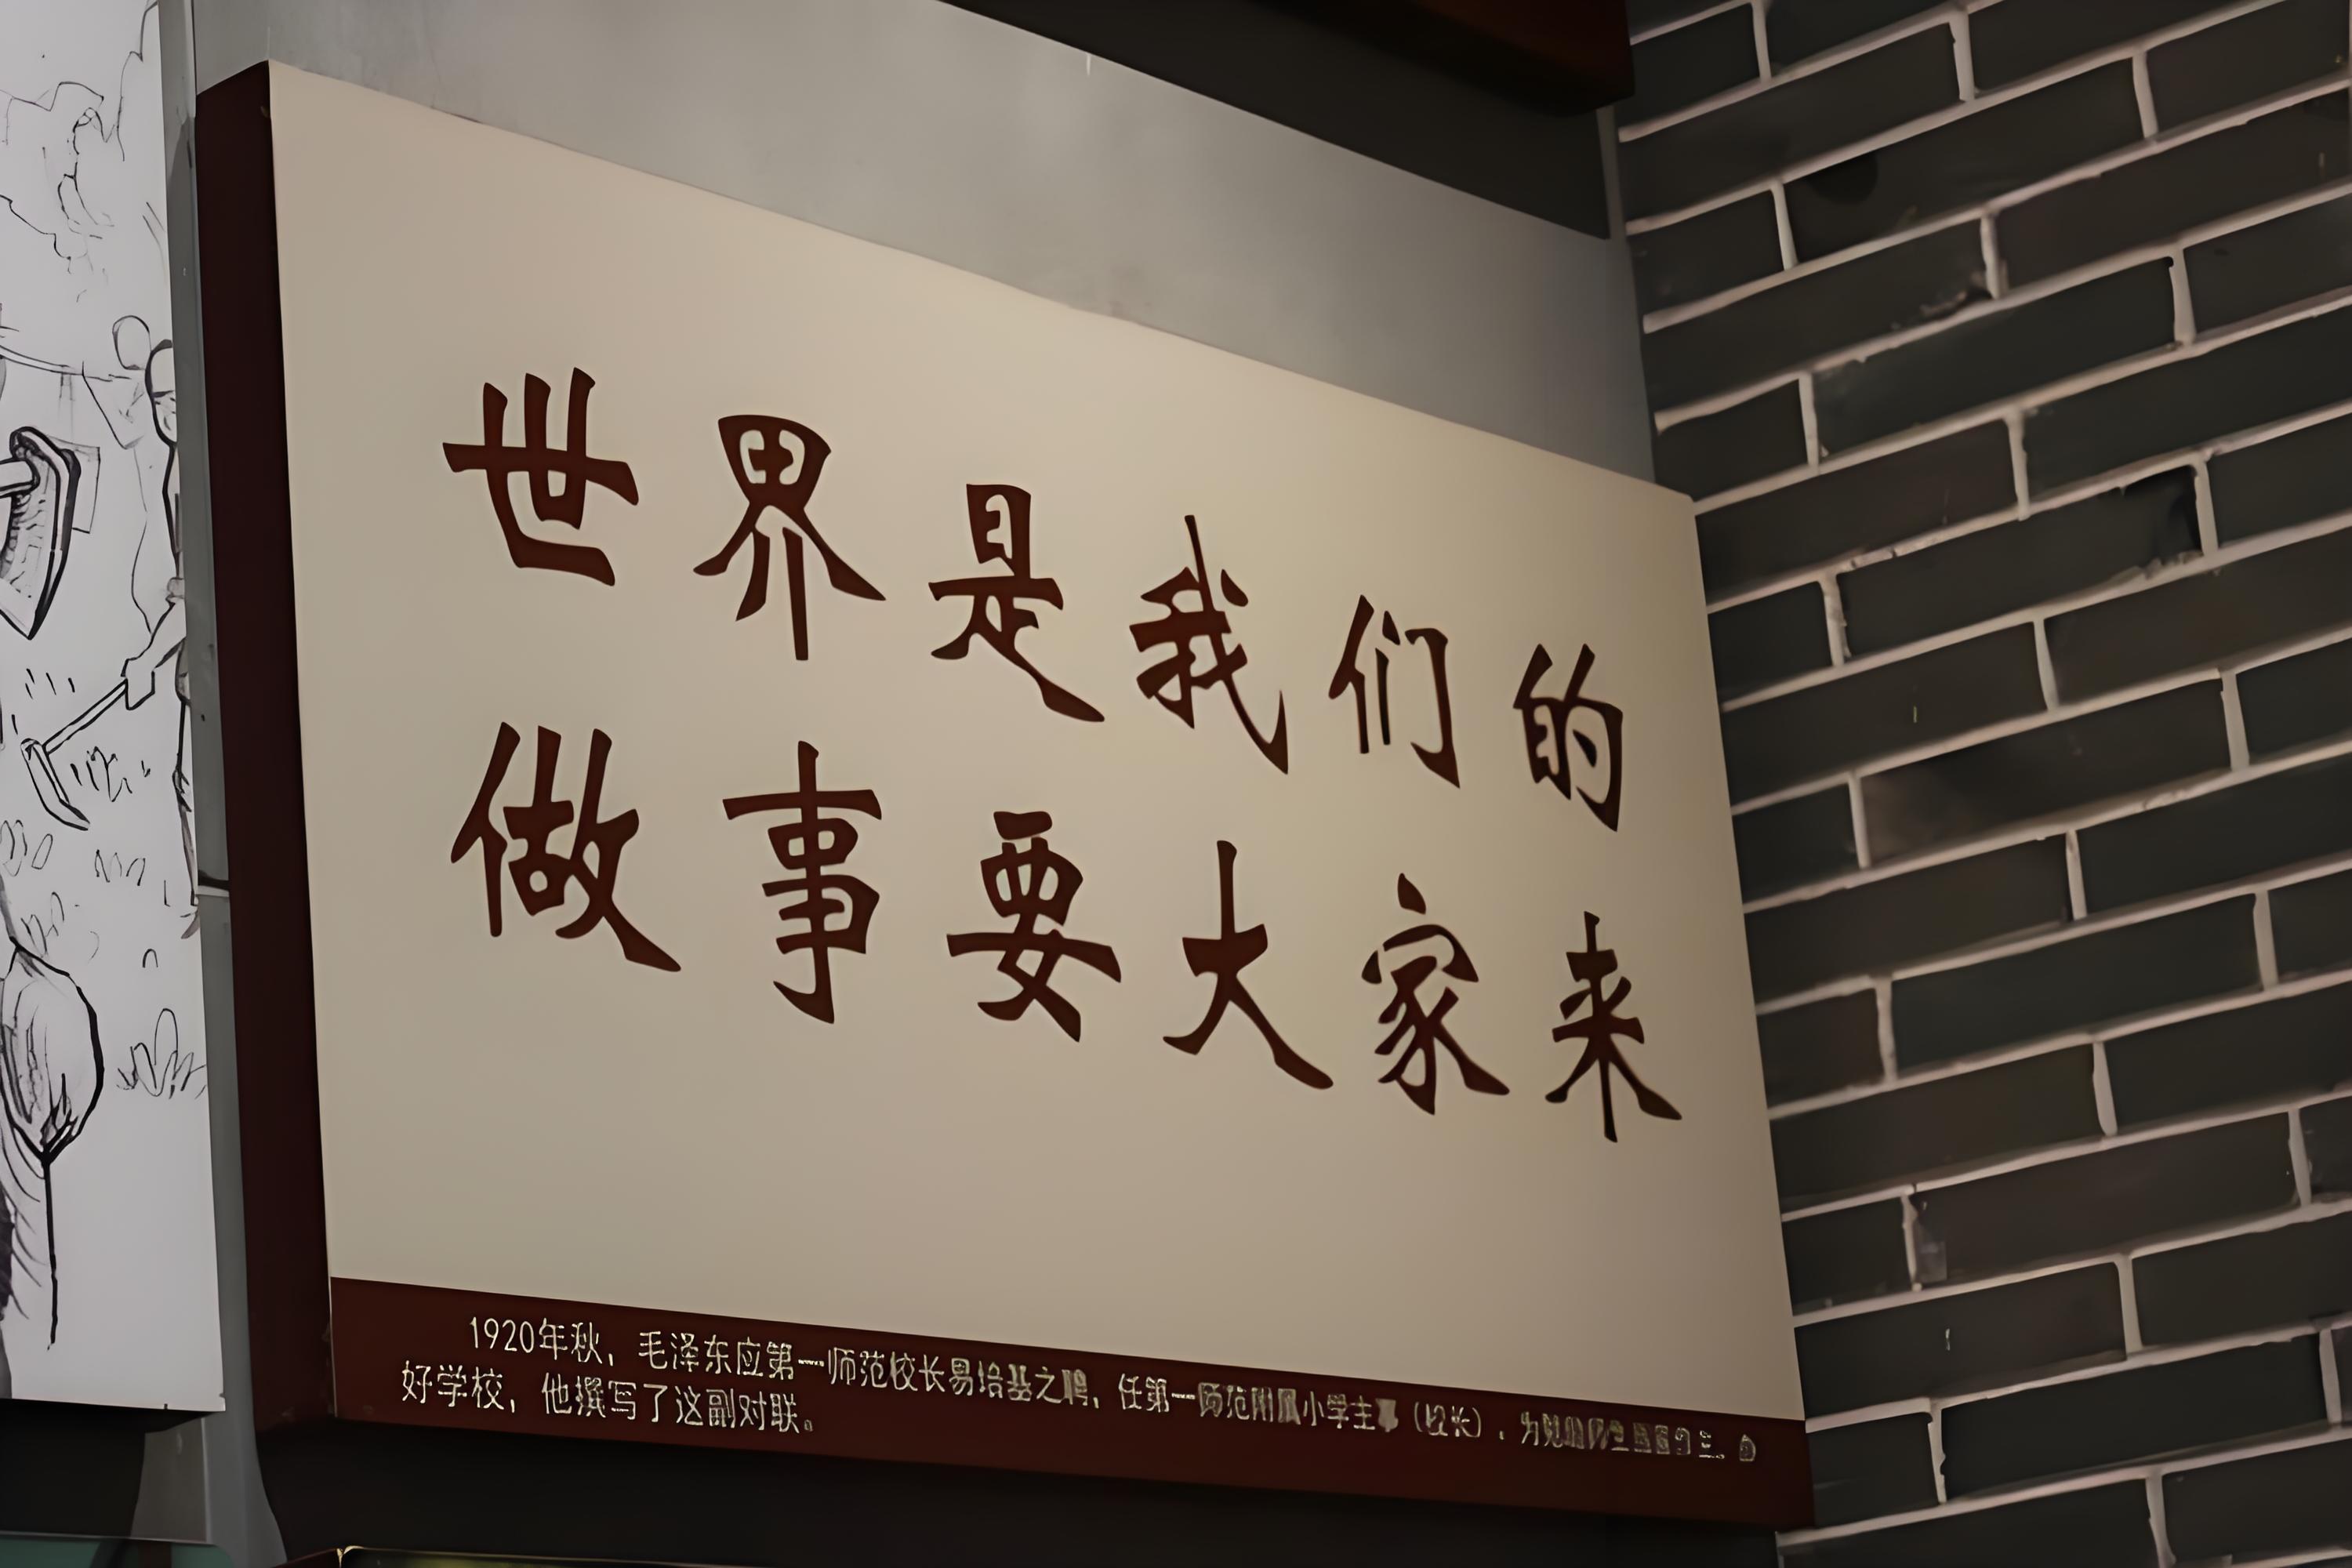 世界是我们的
做事要大家来
1920年秋，毛泽东应第一师范校长易培基之聘，任第一师范附属小学主事（校长），为
好学校，他撰写了这副对联。